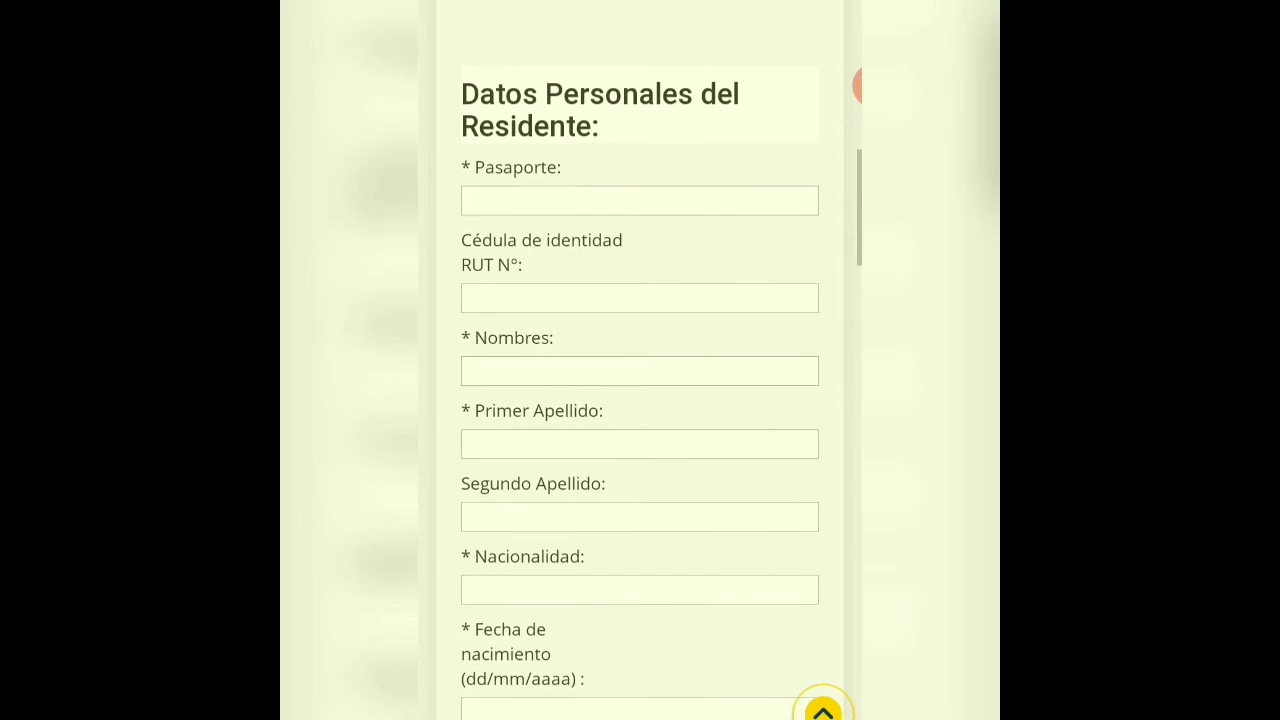 Datos Personales del
Residente:
* Pasaporte:
Cédula de identidad
RUT N°:
* Nombres:
* Primer Apellido:
Segundo Apellido:
* Nacionalidad:
* Fecha de
nacimiento
(dd/mm/aaaa) :